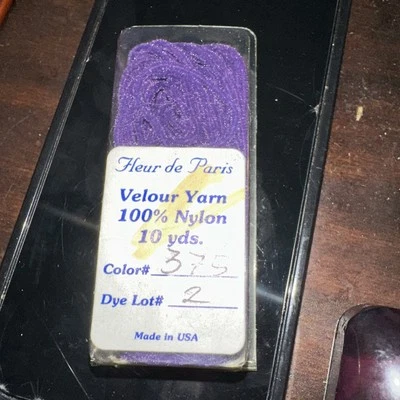 Fleur de Paris
Velour Yarn
100% Nylon
10 yds.
Color# 375
Dye Lot# 2
Made in USA